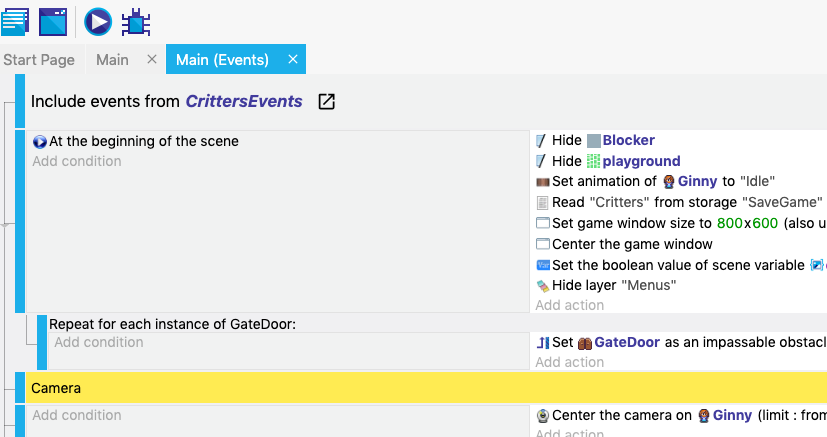 Start Page
Main
Main (Events)
Include events from CrittersEvents
At the beginning of the scene
Add condition
Hide Blocker
Hide playground
Set animation of Ginny to "Idle"
Read "Critters" from storage "SaveGame"
Set game window size to 800x600 (also u
Center the game window
Set the boolean value of scene variable
Hide layer "Menus"
Add action
Repeat for each instance of GateDoor:
Add condition
Set GateDoor as an impassable obstacl
Add action
Camera
Add condition
Center the camera on Ginny (limit : from
Add action